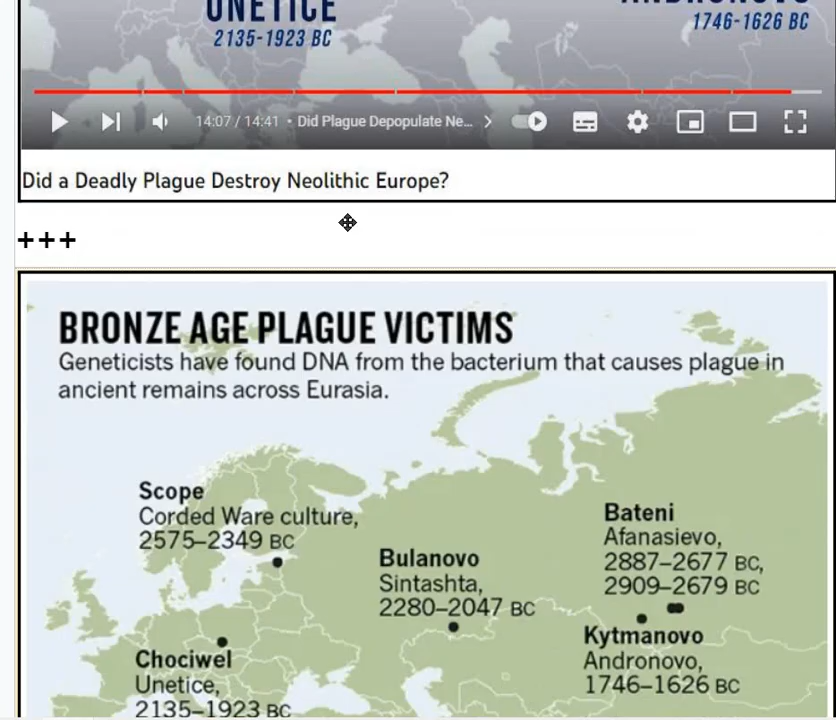 UNETICE
2135-1923 BC
ANDRONOVO
1746-1626 BC
14:07 / 14:41 • Did Plague Depopulate Ne...
Did a Deadly Plague Destroy Neolithic Europe?
+++
BRONZE AGE PLAGUE VICTIMS
Geneticists have found DNA from the bacterium that causes plague in
ancient remains across Eurasia.
Scope
Corded Ware culture,
2575–2349 BC
Bulanovo
Sintashta,
2280–2047 BC
Bateni
Afanasievo,
2887–2677 BC,
2909–2679 BC
Kytmanovo
Andronovo,
1746–1626 BC
Chociwel
Unetice,
2135–1923 BC